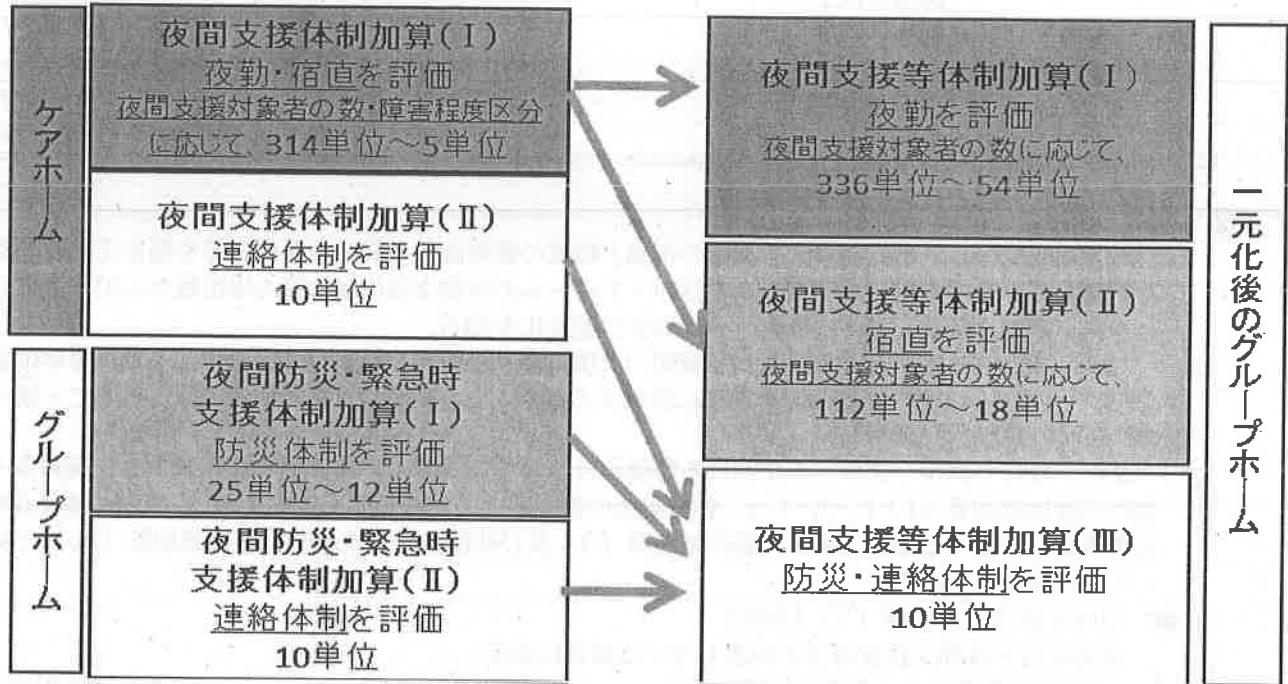 ケアホーム
夜間支援体制加算(Ⅰ)
夜勤・宿直を評価
夜間支援対象者の数・障害程度区分
に応じて、314単位～5単位
夜間支援体制加算(Ⅱ)
連絡体制を評価
10単位
グループホーム
夜間防災・緊急時
支援体制加算(Ⅰ)
防災体制を評価
25単位～12単位
夜間防災・緊急時
支援体制加算(Ⅱ)
連絡体制を評価
10単位
夜間支援等体制加算(Ⅰ)
夜勤を評価
夜間支援対象者の数に応じて、
336単位～54単位
夜間支援等体制加算(Ⅱ)
宿直を評価
夜間支援対象者の数に応じて、
112単位～18単位
夜間支援等体制加算(Ⅲ)
防災・連絡体制を評価
10単位
一元化後のグループホーム